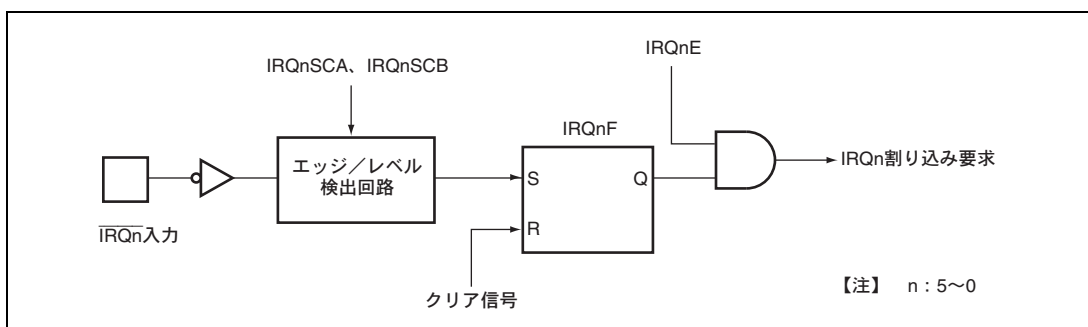 IRQnE
IRQnSCA、IRQnSCB
IRQnF
エッジ／レベル
検出回路
S
Q
R
IRQn割り込み要求
IRQn入力
クリア信号
【注】 n：5～0